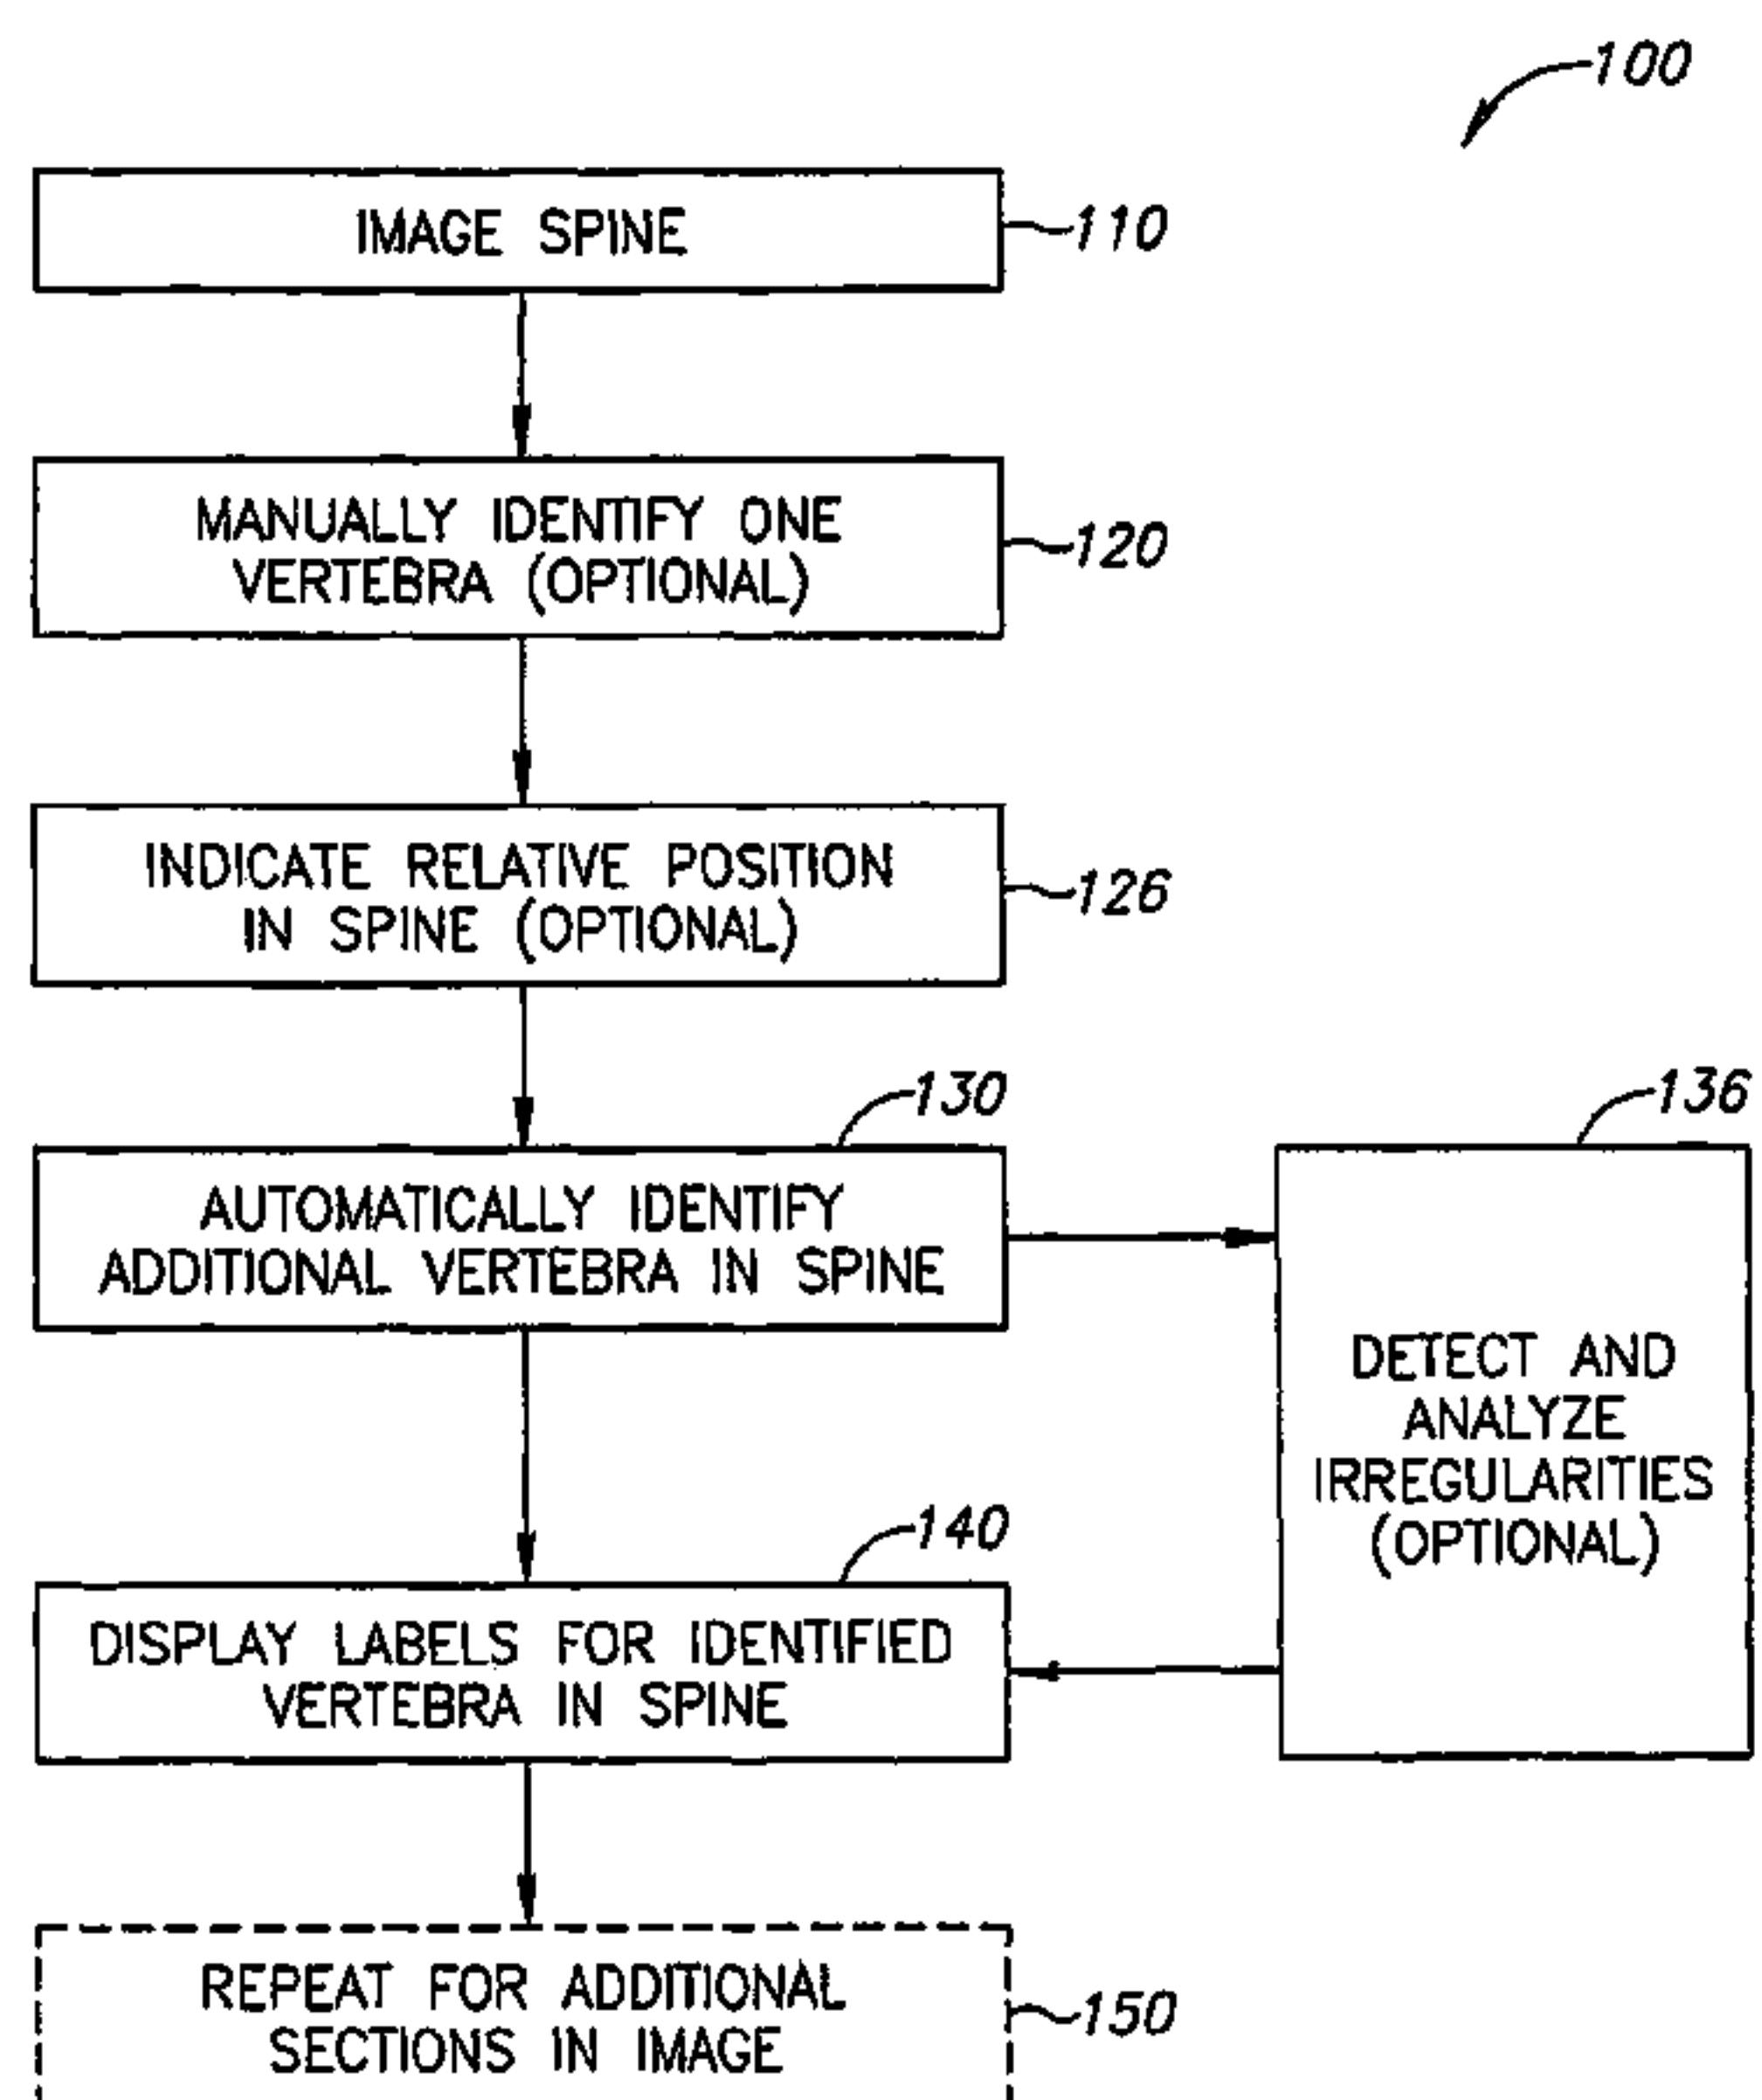 100
IMAGE SPINE
110
MANUALLY IDENTIFY ONE
VERTEBRA (OPTIONAL)
120
INDICATE RELATIVE POSITION
IN SPINE (OPTIONAL)
126
130
AUTOMATICALLY IDENTIFY
ADDITIONAL VERTEBRA IN SPINE
136
DETECT AND
ANALYZE
IRREGULARITIES
(OPTIONAL)
140
DISPLAY LABELS FOR IDENTIFIED
VERTEBRA IN SPINE
REPEAT FOR ADDITIONAL
SECTIONS IN IMAGE
150